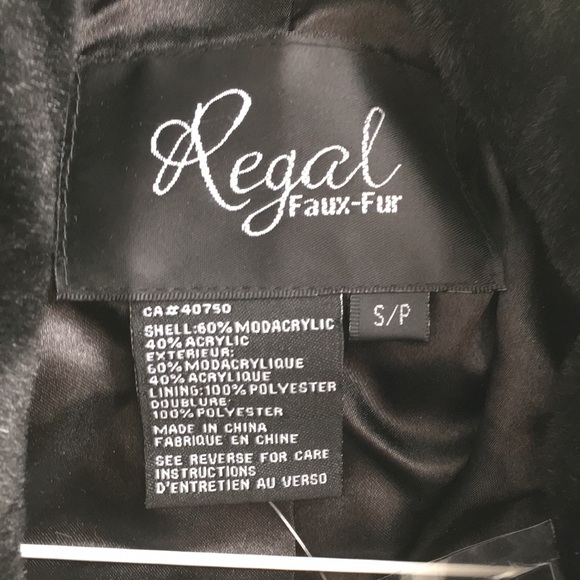 Regal
Faux-Fur
CA#40750
SHELL:60% MODACRYLIC
40% ACRYLIC
EXTERIEUR:
60% MODACRYLIQUE
40% ACRYLIQUE
LINING:100% POLYESTER
DOUBLURE:
100% POLYESTER
MADE IN CHINA
FABRIQUE EN CHINE
SEE REVERSE FOR CARE
INSTRUCTIONS
D'ENTRETIEN AU VERSO
S/P